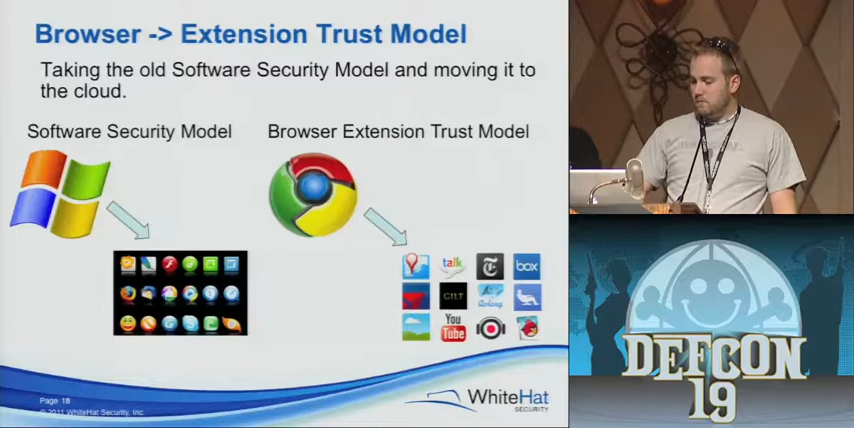 Browser -> Extension Trust Model
Taking the old Software Security Model and moving it to
the cloud.
Software Security Model
Browser Extension Trust Model
talk
T
box
GILT
You
Tube
Page 18
© 2011 WhiteHat Security, Inc.
WhiteHat
SECURITY
DEFCON
19